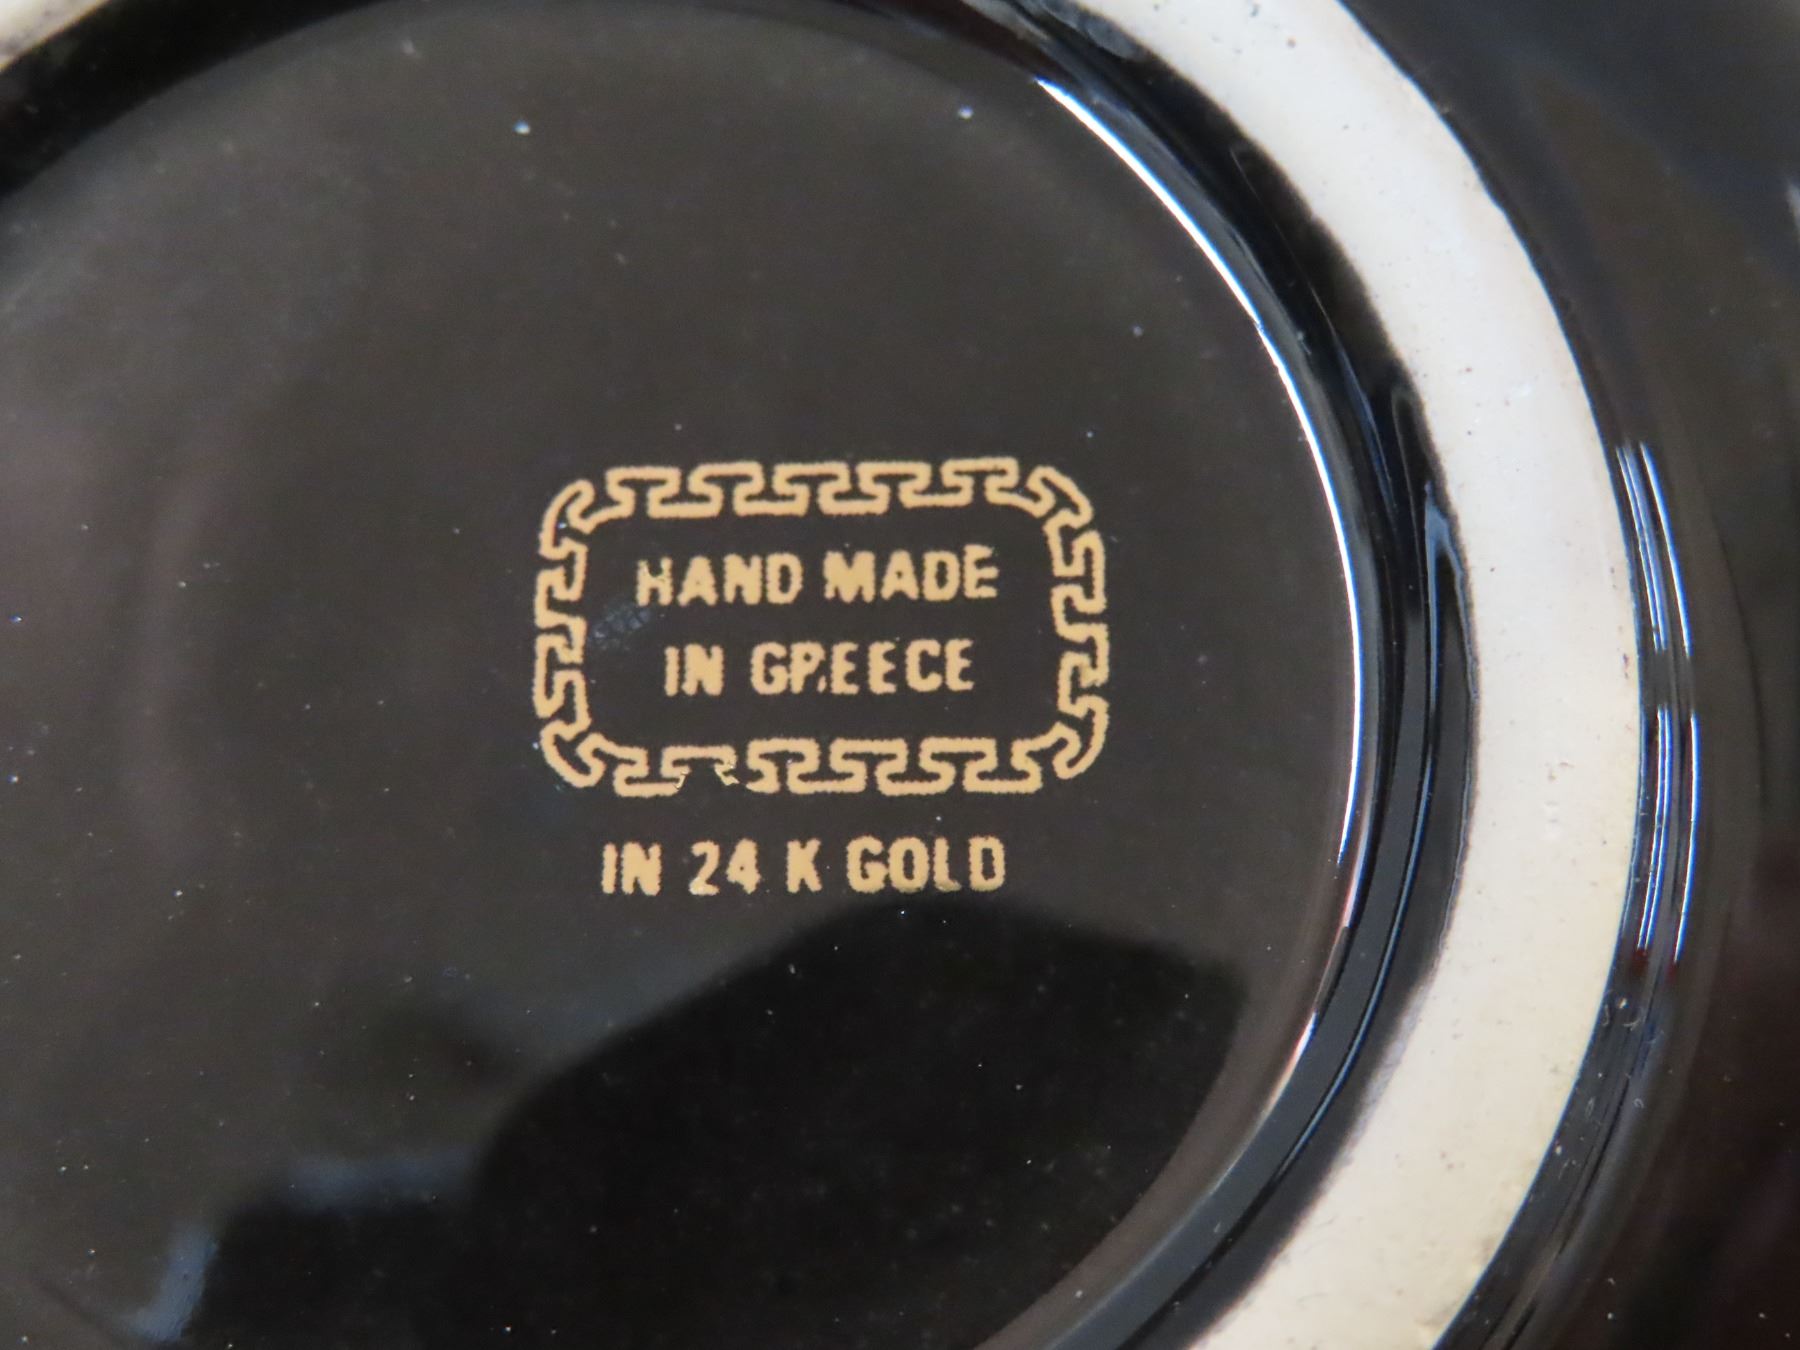 HAND MADE
IN GREECE
IN 24 K GOLD